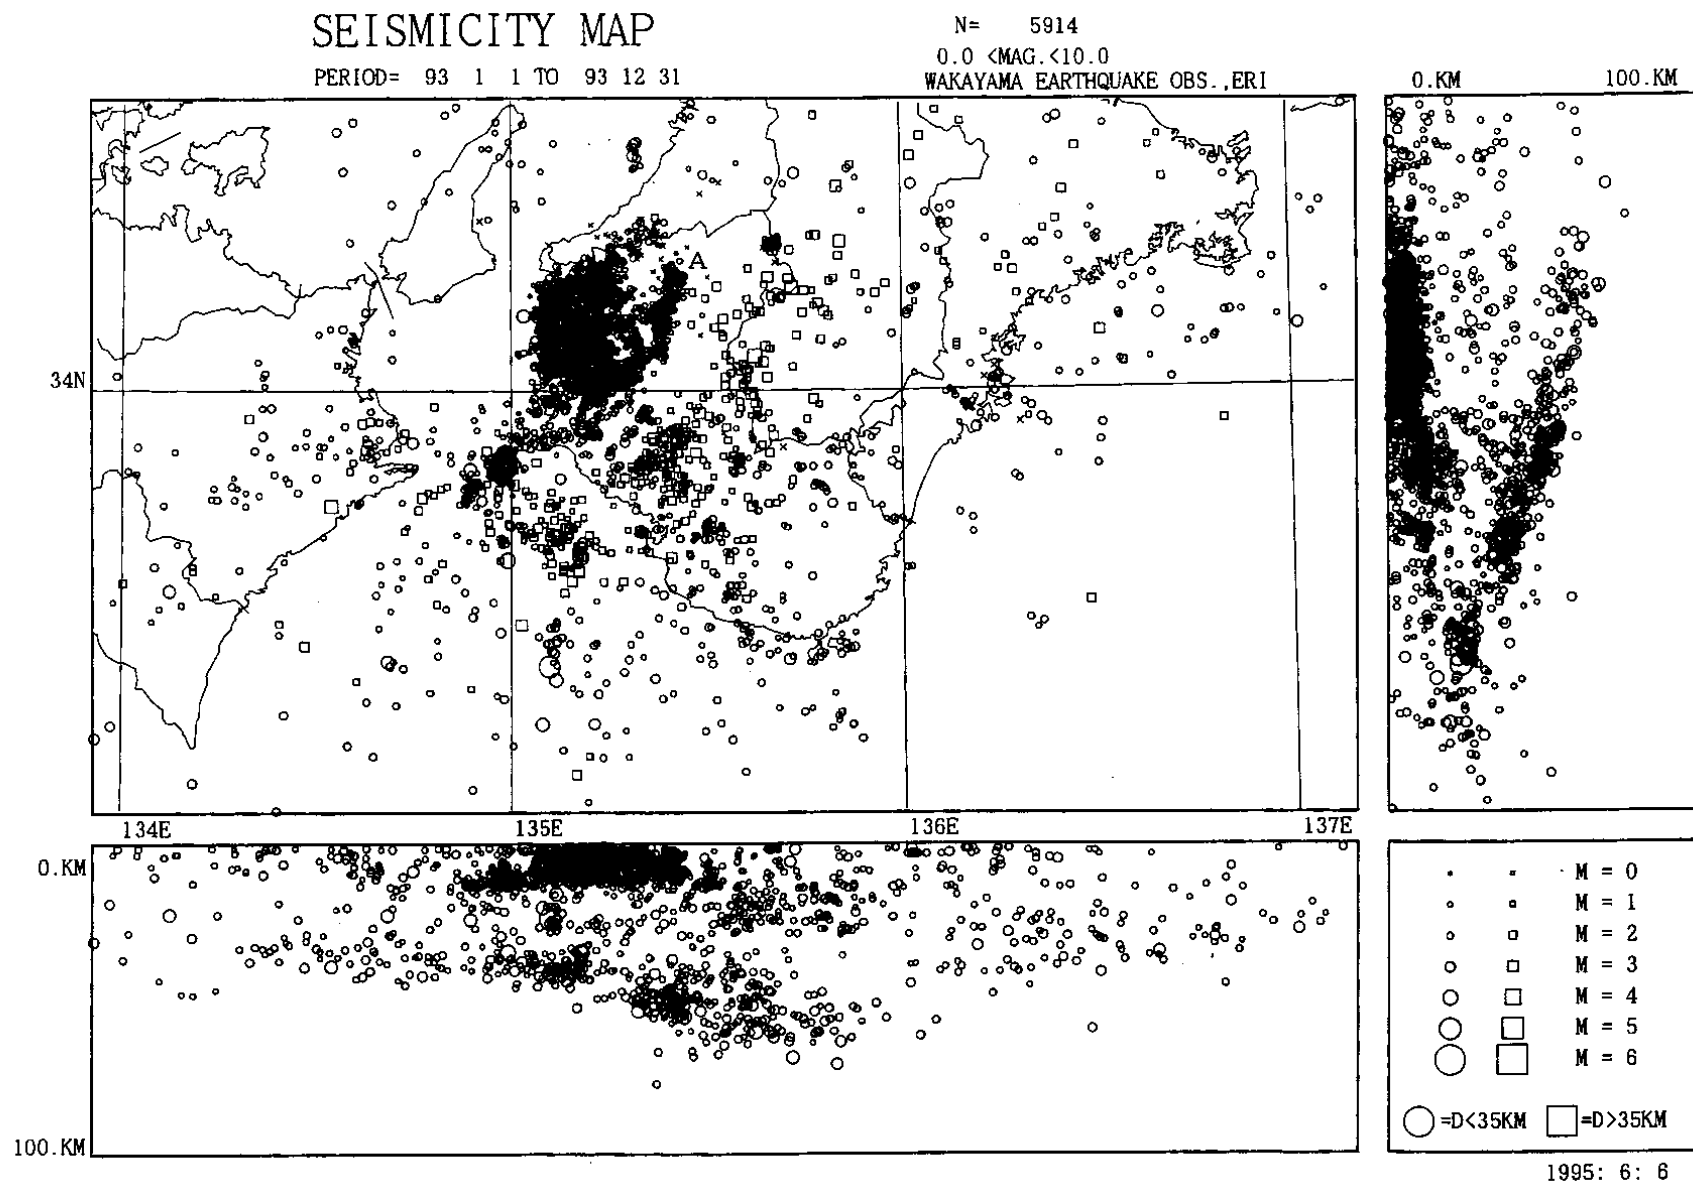 SEISMICITY MAP
N= 5914
0.0 <MAG.<10.0
PERIOD= 93 1 1 TO 93 12 31
WAKAYAMA EARTHQUAKE OBS.,ERI
0.KM 100.KM
A
34N
134E 135E 136E 137E
0.KM
100.KM
M = 0
M = 1
M = 2
M = 3
M = 4
M = 5
M = 6
=D<35KM =D>35KM
1995: 6: 6